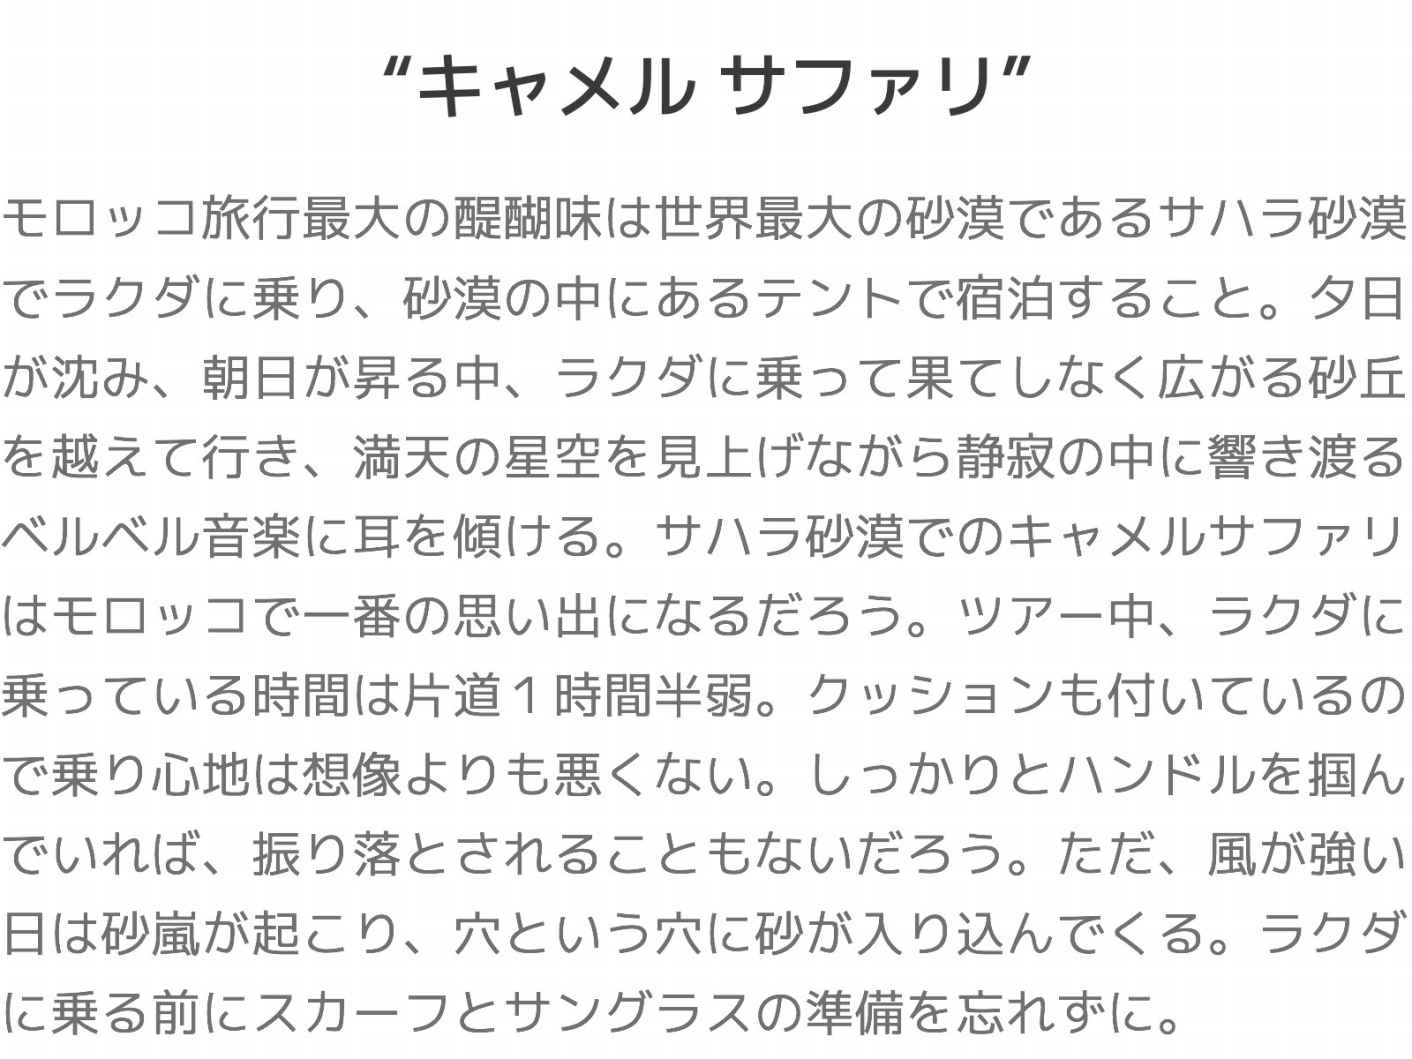 “キャメル サファリ”
モロッコ旅行最大の醍醐味は世界最大の砂漠であるサハラ砂漠
でラクダに乗り、砂漠の中にあるテントで宿泊すること。夕日
が沈み、朝日が昇る中、ラクダに乗って果てしなく広がる砂丘
を越えて行き、満天の星空を見上げながら静寂の中に響き渡る
ベルベル音楽に耳を傾ける。サハラ砂漠でのキャメルサファリ
はモロッコで一番の思い出になるだろう。ツアー中、ラクダに
乗っている時間は片道１時間半弱。クッションも付いているの
で乗り心地は想像よりも悪くない。しっかりとハンドルを掴ん
でいれば、振り落とされることもないだろう。ただ、風が強い
日は砂嵐が起こり、穴という穴に砂が入り込んでくる。ラクダ
に乗る前にスカーフとサングラスの準備を忘れずに。